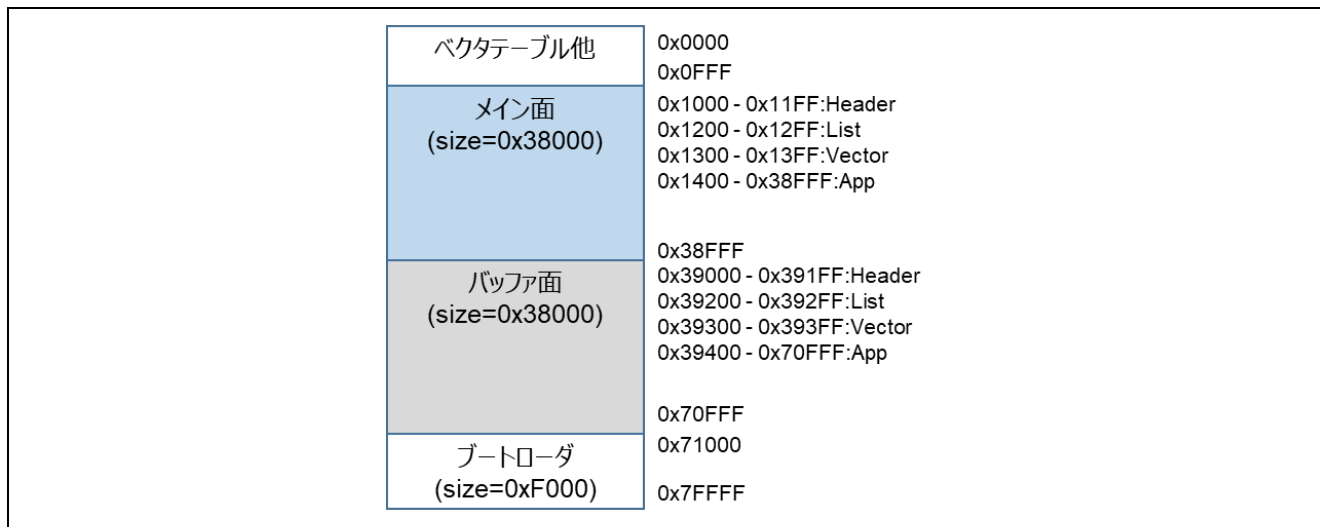 ベクタテーブル他
0x0000
0x0FFF
メイン面
(size=0x38000)
0x1000 - 0x11FF:Header
0x1200 - 0x12FF:List
0x1300 - 0x13FF:Vector
0x1400 - 0x38FFF:App
0x38FFF
バッファ面
(size=0x38000)
0x39000 - 0x391FF:Header
0x39200 - 0x392FF:List
0x39300 - 0x393FF:Vector
0x39400 - 0x70FFF:App
0x70FFF
ブートローダ
(size=0xF000)
0x71000
0x7FFFF